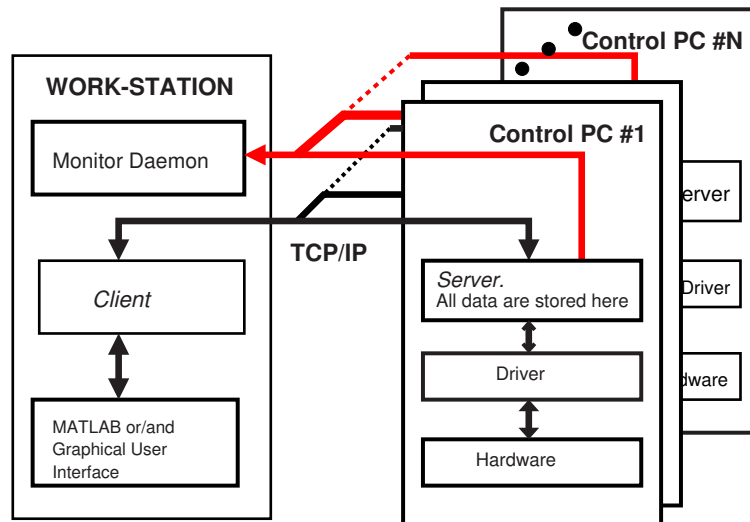 WORK-STATION
Monitor Daemon
Client
MATLAB or/and
Graphical User
Interface
TCP/IP
Control PC #N
Control PC #1
Server.
All data are stored here
Driver
Hardware
erver
Driver
dware